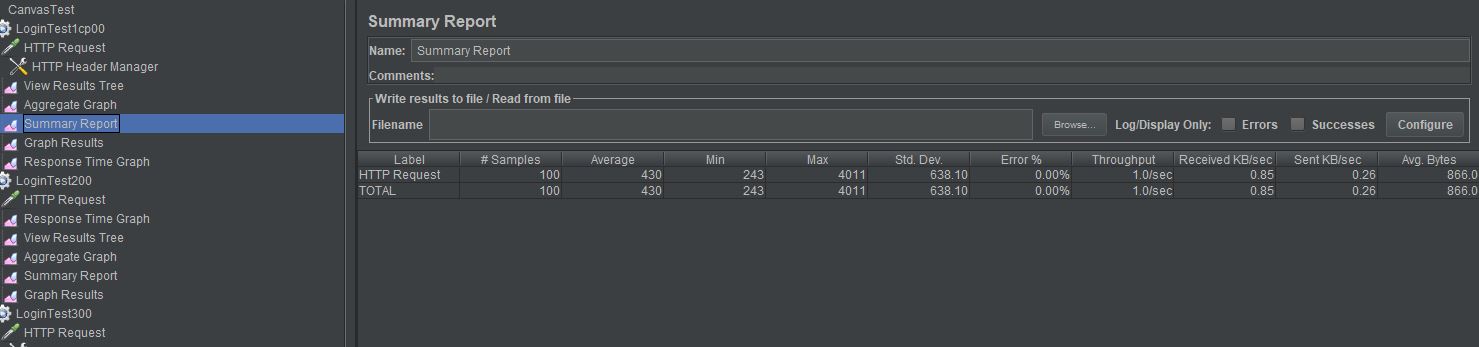 CanvasTest
LoginTest1cp00
HTTP Request
HTTP Header Manager
View Results Tree
Aggregate Graph
Summary Report
Graph Results
Response Time Graph
LoginTest200
HTTP Request
Response Time Graph
View Results Tree
Aggregate Graph
Summary Report
Graph Results
LoginTest300
HTTP Request
Summary Report
Name: Summary Report
Comments:
Write results to file / Read from file
Filename Browse... Log/Display Only: Errors Successes Configure
Label # Samples Average Min Max Std. Dev. Error % Throughput Received KB/sec Sent KB/sec Avg. Bytes
HTTP Request 100 430 243 4011 638.10 0.00% 1.0/sec 0.85 0.26 866.0
TOTAL 100 430 243 4011 638.10 0.00% 1.0/sec 0.85 0.26 866.0